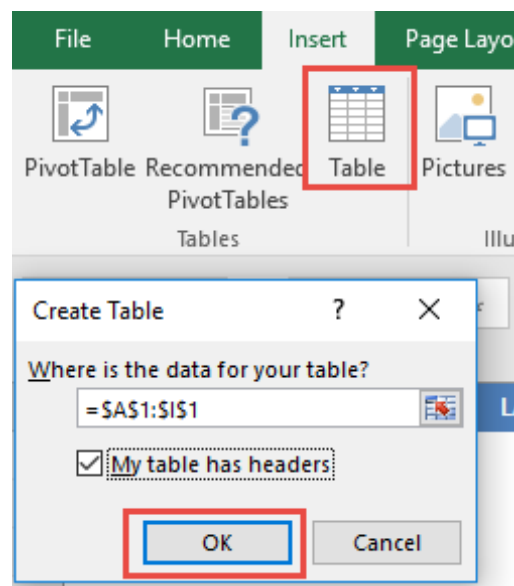 File Home Insert Page Layo
PivotTable Recommended Table Pictures
PivotTables
Tables Illu
Create Table ?
Where is the data for your table?
=$A$1:$I$1
My table has headers
OK Cancel